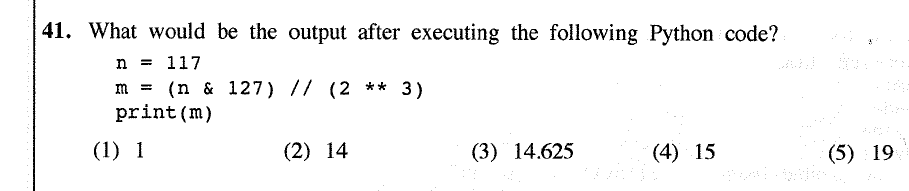 41. What would be the output after executing the following Python code?
n = 117
m = (n & 127) // (2 ** 3)
print(m)
(1) 1 (2) 14 (3) 14.625 (4) 15 (5) 19